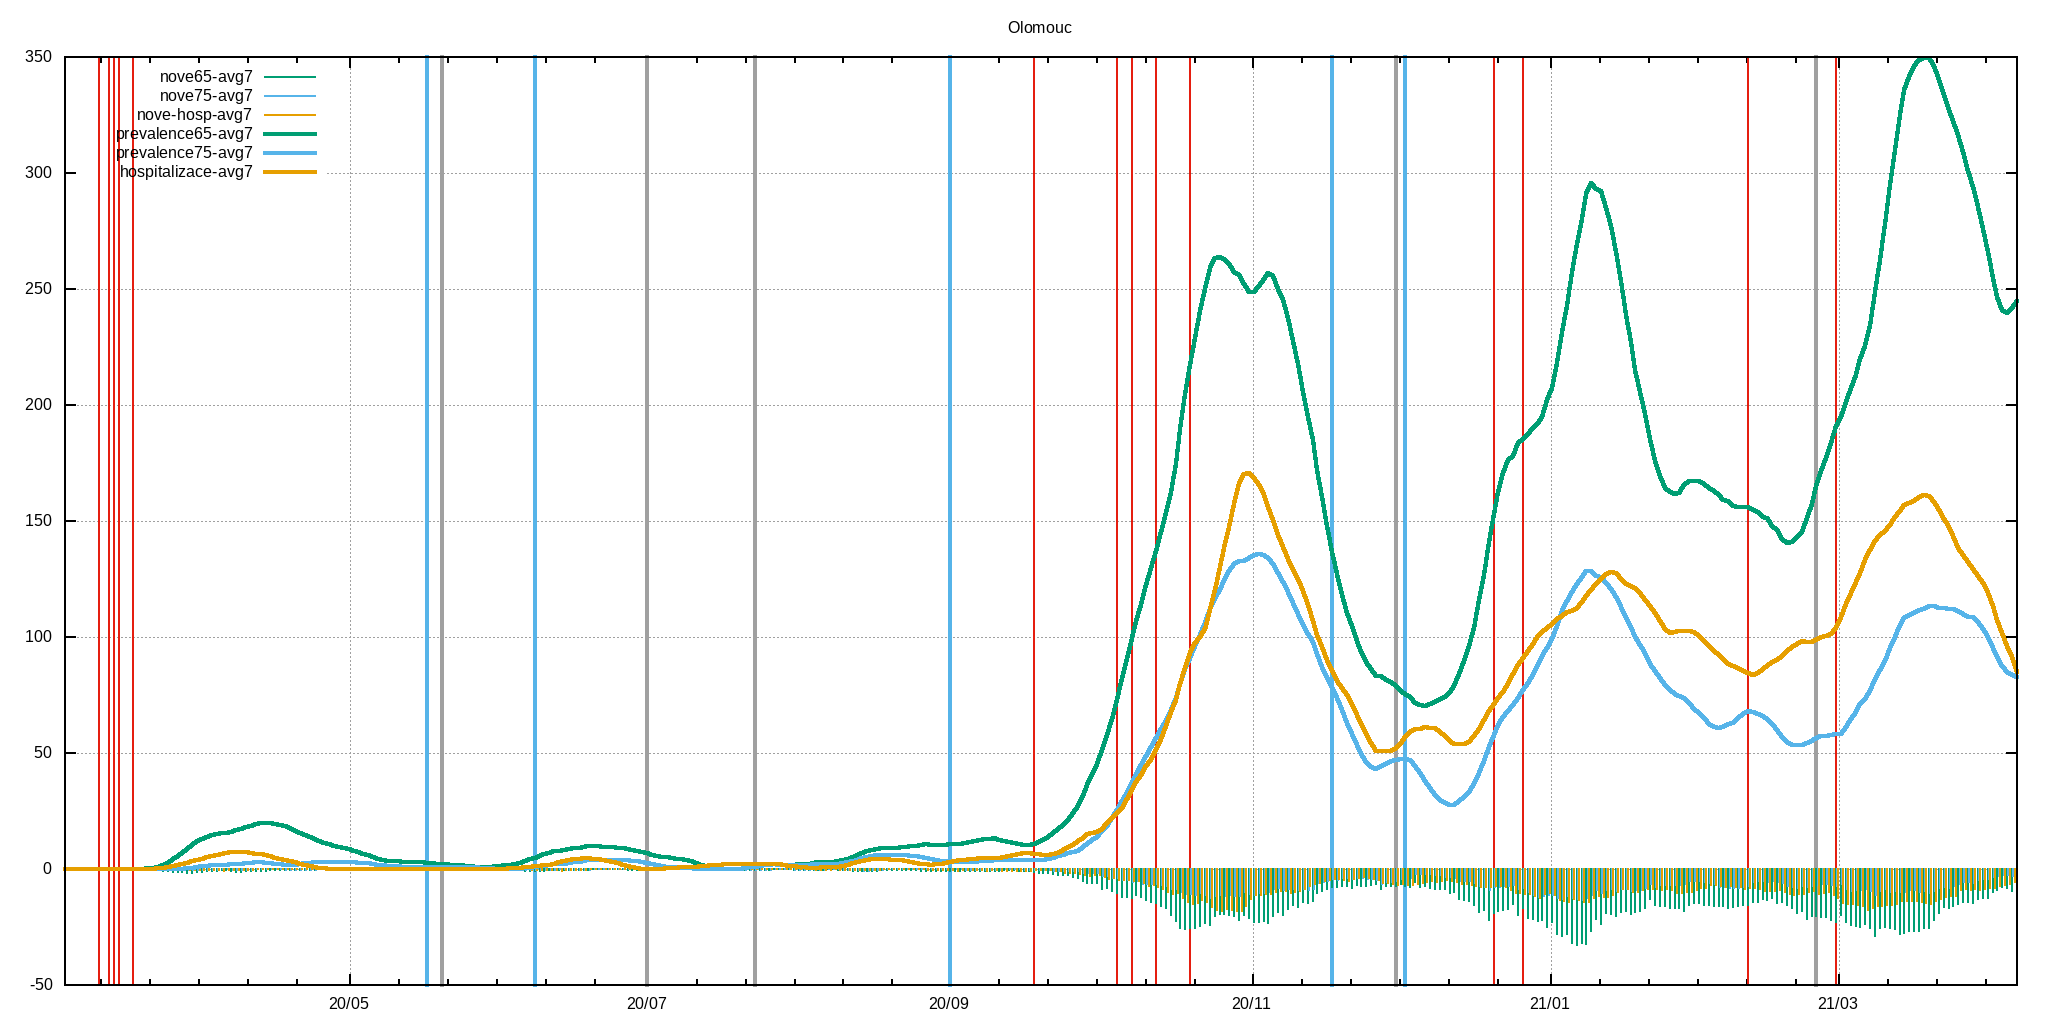 Olomouc
350
300
250
200
150
100
50
0
-50
nove65-avg7
nove75-avg7
nove-hosp-avg7
prevalence65-avg7
prevalence75-avg7
hospitalizace-avg7
20/05
20/07
20/09
20/11
21/01
21/03